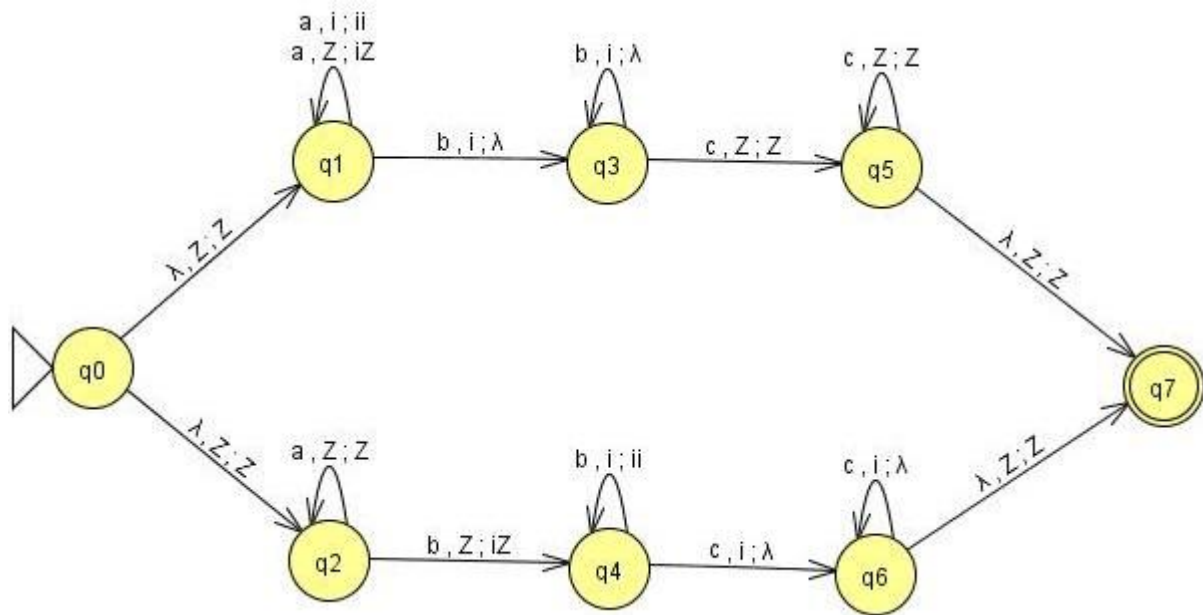 a , i ; ii
a , Z ; iZ
b , i ; λ
c , Z ; Z
q1
b , i ; λ
q3
c , Z ; Z
q5
λ , Z ; Z
λ , Z ; Z
q0
q7
λ , Z ; Z
a , Z ; Z
b , i ; ii
c , i ; λ
λ , Z ; Z
q2
b , Z ; iZ
q4
c , i ; λ
q6